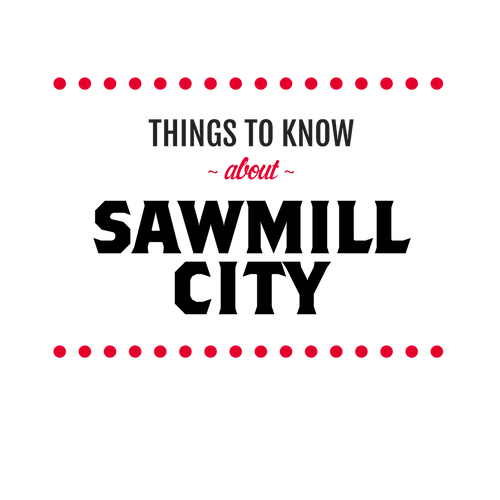 THINGS TO KNOW
~ about ~
SAWMILL
CITY